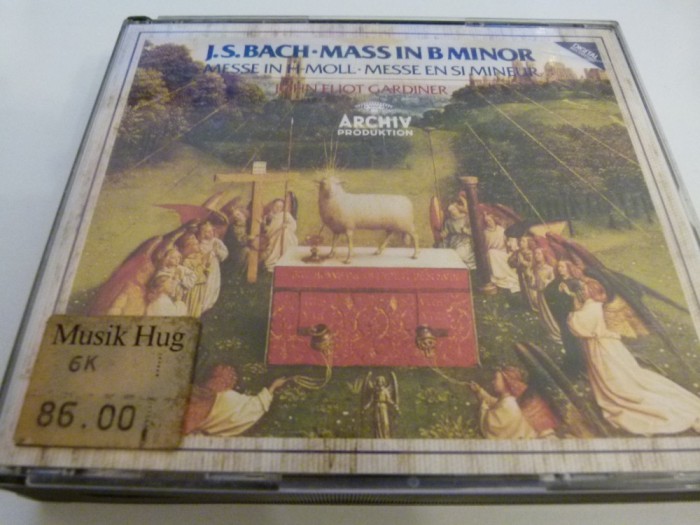 J.S. BACH · MASS IN B MINOR
MESSE IN H-MOLL · MESSE EN SI MINEUR
JOHN ELIOT GARDINER
DIGITAL
ARCHIV
PRODUKTION
Musik Hug
6K
86.00